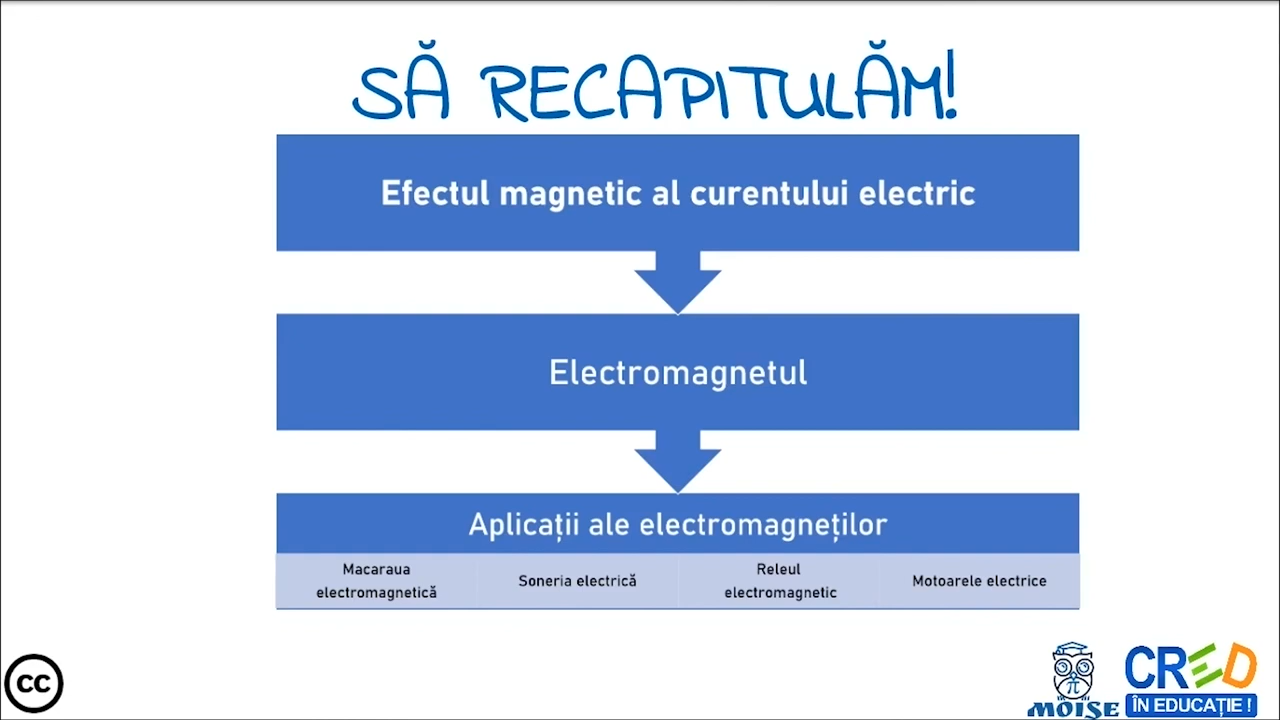 SĂ RECAPITULĂM!
Efectul magnetic al curentului electric
Electromagnetul
Aplicații ale electromagneților
Macaraua
electromagnetică
Soneria electrică
Releul
electromagnetic
Motoarele electrice
cc
π
MOISE
CRED
ÎN EDUCAȚIE !